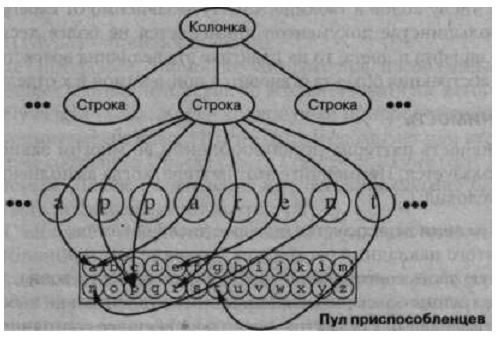 Колонка
••• Строка Строка Строка •••
••• a p p a r e n t •••
a b c d e f g h i j k l m
n o p q r s t u v w x y z
Пул приспособленцев